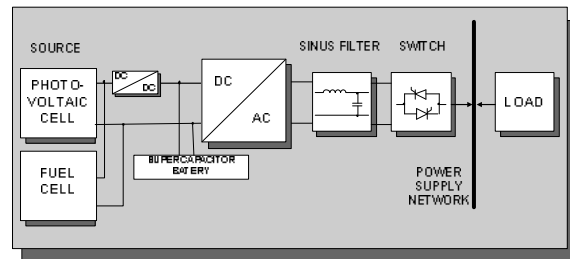 SOURCE
SINUS FILTER
SWITCH
PHOTO-
VOLTAIC
CELL
DC
DC
DC
AC
LOAD
SUPERCAPACITOR
BATERY
FUEL
CELL
POWER
SUPPLY
NETWORK